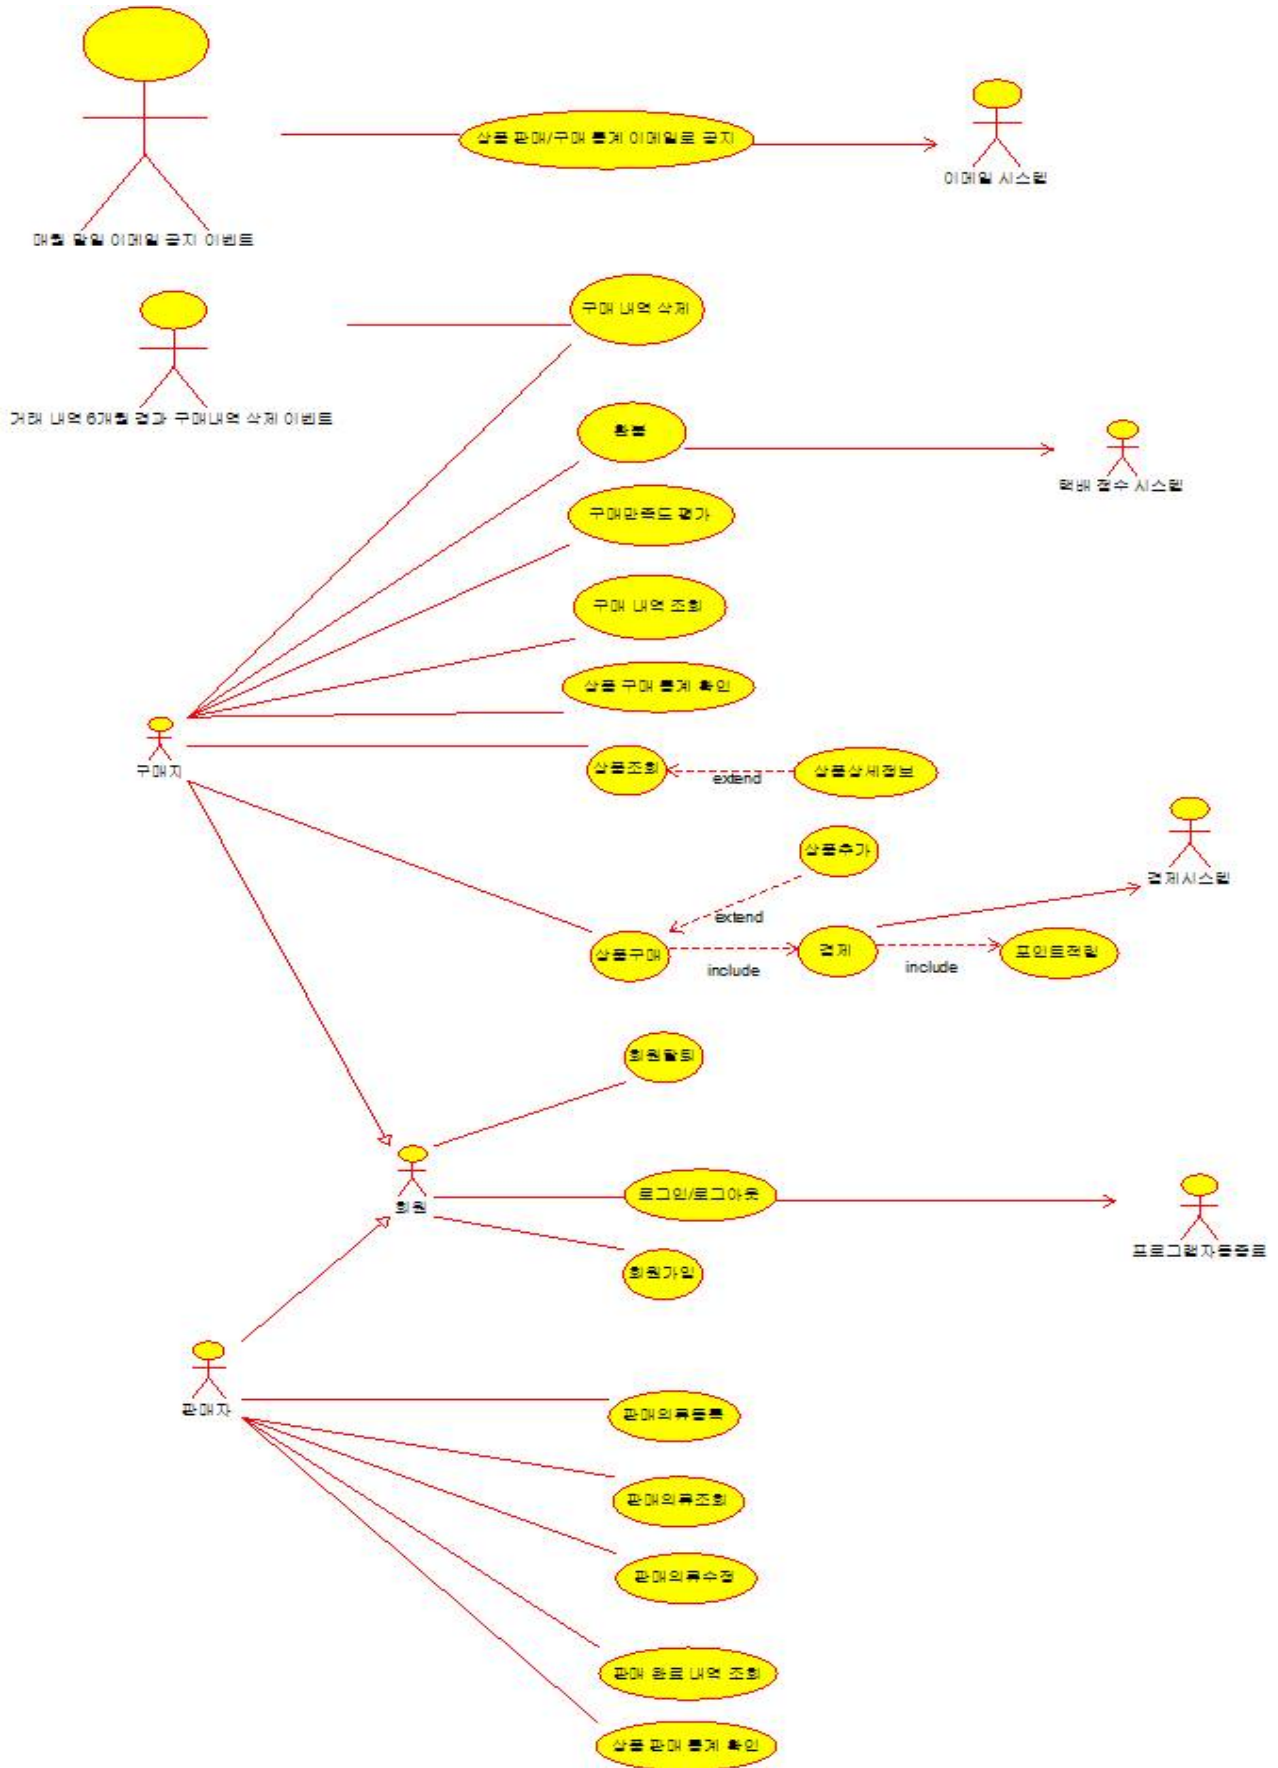 상품 판매/구매 통계 이메일로 공지
이메일 시스템
매월 말일 이메일 공지 이벤트
구매 내역 삭제
거래 내역 6개월 경과 구매내역 삭제 이벤트
환불
택배 접수 시스템
구매만족도 평가
구매 내역 조회
상품 구매 통계 확인
구매자
상품조회
extend
상품상세정보
상품추가
결제시스템
extend
상품구매
include
결제
include
포인트적립
회원탈퇴
회원
로그인/로그아웃
프로그램자동종료
회원가입
판매자
판매의류등록
판매의류조회
판매의류수정
판매 완료 내역 조회
상품 판매 통계 확인